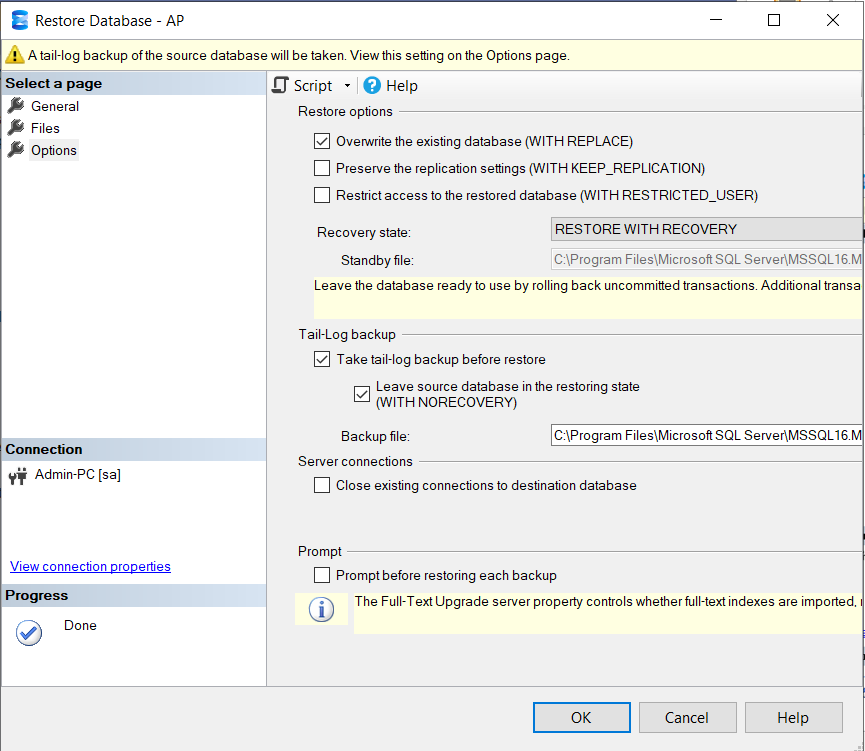 Restore Database - AP
A tail-log backup of the source database will be taken. View this setting on the Options page.
Select a page
General
Files
Options
Script
Help
Restore options
Overwrite the existing database (WITH REPLACE)
Preserve the replication settings (WITH KEEP_REPLICATION)
Restrict access to the restored database (WITH RESTRICTED_USER)
Recovery state:
RESTORE WITH RECOVERY
Standby file:
C:\Program Files\Microsoft SQL Server\MSSQL16.M
Leave the database ready to use by rolling back uncommitted transactions. Additional transa
Tail-Log backup
Take tail-log backup before restore
Leave source database in the restoring state
(WITH NORECOVERY)
Backup file:
C:\Program Files\Microsoft SQL Server\MSSQL16.M
Server connections
Close existing connections to destination database
Prompt
Prompt before restoring each backup
The Full-Text Upgrade server property controls whether full-text indexes are imported,
Connection
Admin-PC [sa]
View connection properties
Progress
Done
OK
Cancel
Help